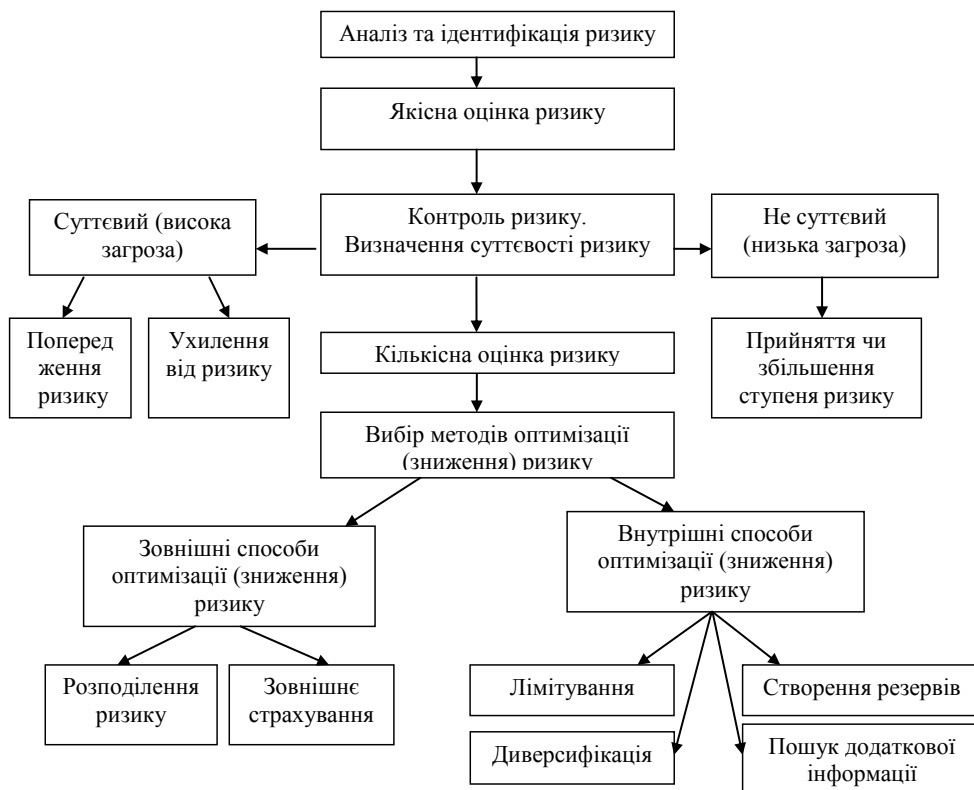 Аналіз та ідентифікація ризику
Якісна оцінка ризику
Суттєвий (висока
загроза)
Контроль ризику.
Визначення суттєвості ризику
Не суттєвий
(низька загроза)
Поперед
ження
ризику
Ухилення
від ризику
Кількісна оцінка ризику
Прийняття чи
збільшення
ступеня ризику
Вибір методів оптимізації
(зниження) ризику
Зовнішні способи
оптимізації (зниження)
ризику
Внутрішні способи
оптимізації (зниження)
ризику
Розподілення
ризику
Зовнішнє
страхування
Лімітування
Створення резервів
Диверсифікація
Пошук додаткової
інформації